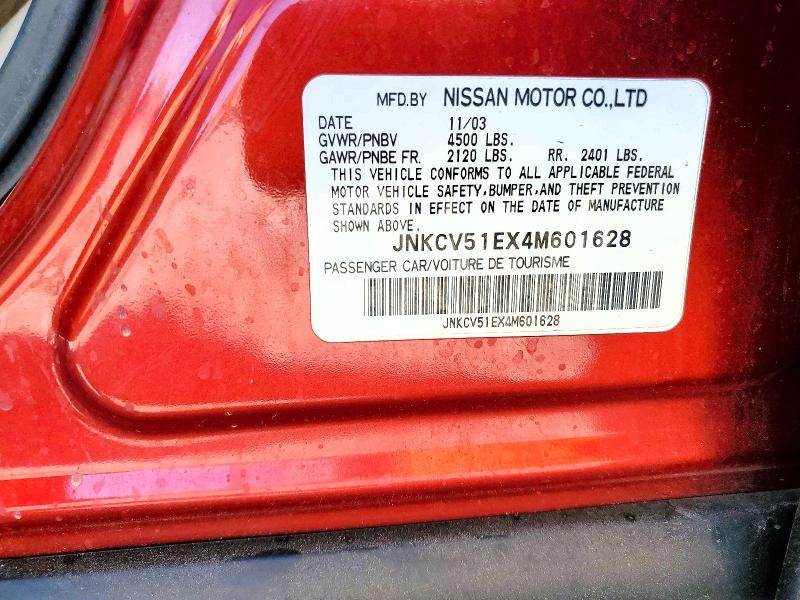 MFD.BY NISSAN MOTOR CO.,LTD
DATE 11/03
GVWR/PNBV 4500 LBS.
GAWR/PNBE FR. 2120 LBS. RR. 2401 LBS.
THIS VEHICLE CONFORMS TO ALL APPLICABLE FEDERAL
MOTOR VEHICLE SAFETY,BUMPER,AND THEFT PREVENTION
STANDARDS IN EFFECT ON THE DATE OF MANUFACTURE
SHOWN ABOVE.
JNKCV51EX4M601628
PASSENGER CAR/VOITURE DE TOURISME
JNKCV51EX4M601628